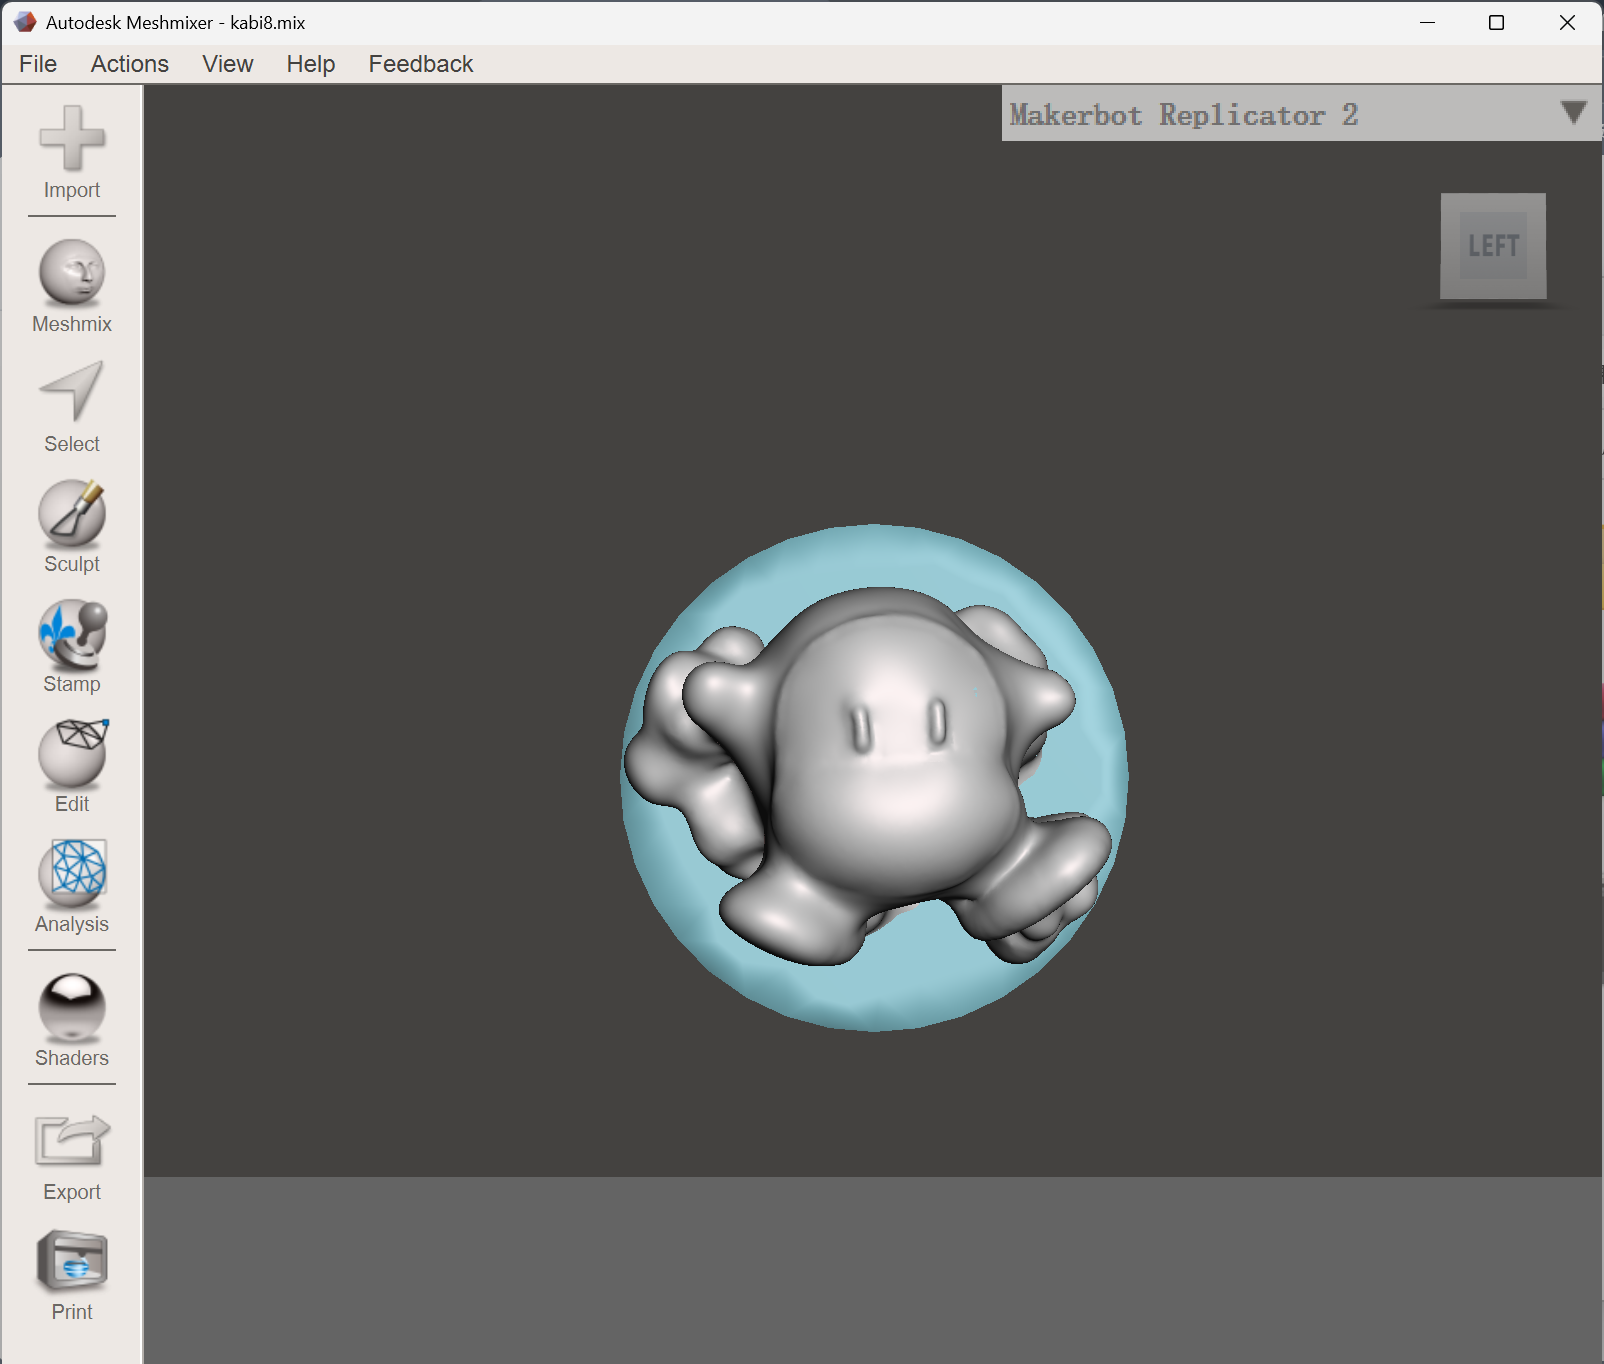 Autodesk Meshmixer - kabi8.mix
File Actions View Help Feedback
Makerbot Replicator 2
LEFT
Import
Meshmix
Select
Sculpt
Stamp
Edit
Analysis
Shaders
Export
Print